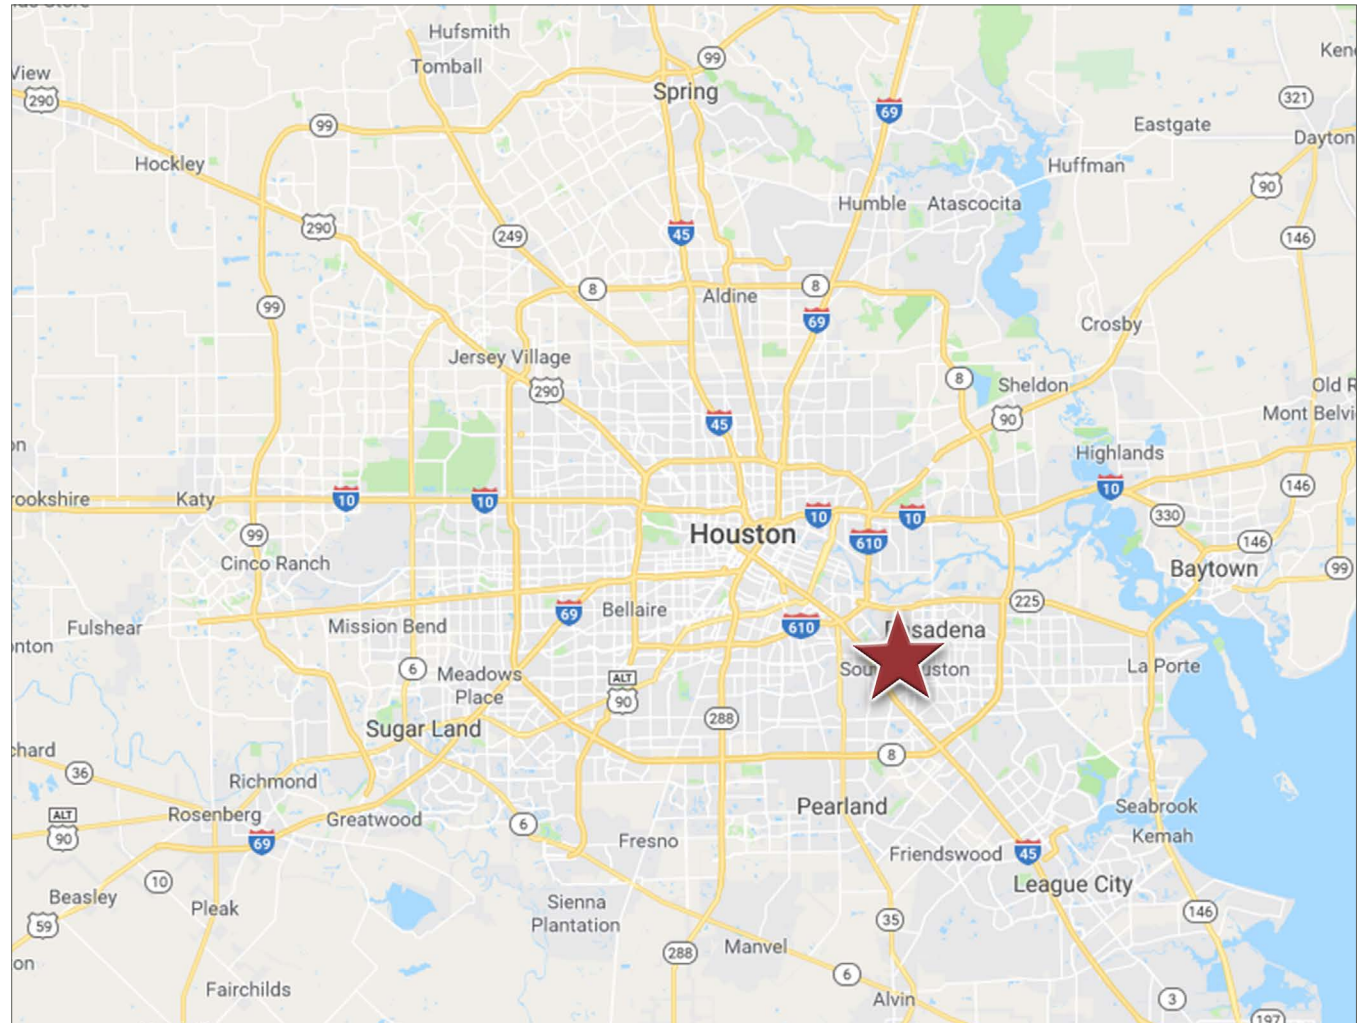 Hufsmith
Tomball
99
View
290
Spring
Ken
321
69
Eastgate
99
Dayton
Hockley
Huffman
90
Humble
Atascocita
290
249
45
146
8
Aldine
8
99
69
Crosby
Jersey Village
8
Sheldon
Old R
290
90
Mont Belvi
45
on
Highlands
rookshire
Katy
10
10
10
146
10
10
330
99
Houston
610
146
Cinco Ranch
Baytown
99
69
Bellaire
225
Fulshear
Mission Bend
610
sadena
nton
6
Meadows
Place
ALT
90
Sou
uston
La Porte
288
Sugar Land
chard
8
36
Richmond
Pearland
Seabrook
ALT
90
Rosenberg
Greatwood
6
Kemah
69
Fresno
Friendswood
45
10
League City
Beasley
Pleak
Sienna
Plantation
146
59
35
288
Manvel
on
6
Fairchilds
Alvin
3
197